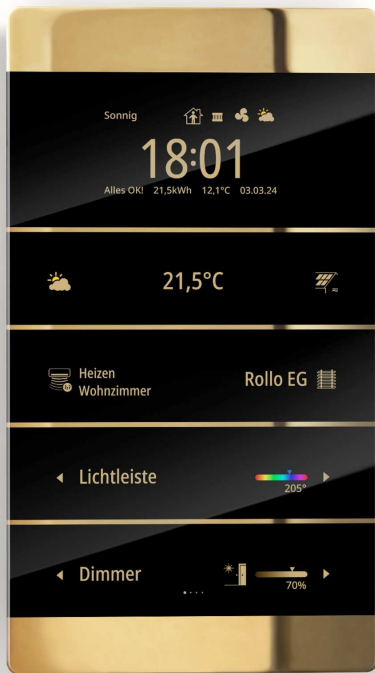 Sonnig
18:01
Alles OK! 21,5kWh 12,1°C 03.03.24
21,5°C
Heizen
Wohnzimmer
Rollo EG
Lichtleiste
205°
Dimmer
70%